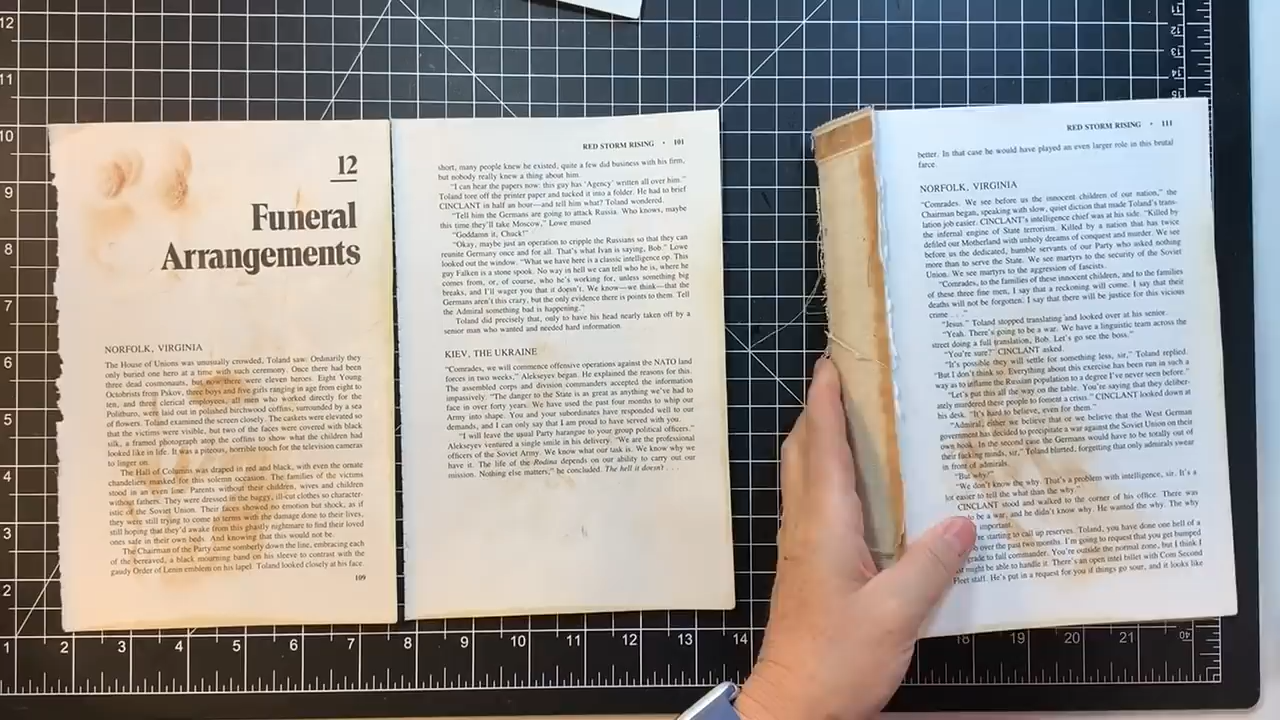 12
Funeral
Arrangements
NORFOLK, VIRGINIA
The House of Unions was unusually crowded, Toland saw. Ordinarily they
only buried one hero at a time with such ceremony. Once there had been
three dead cosmonauts, but now there were eleven heroes. Eight Young
Octobrists from Pskov, three boys and five girls ranging in age from eight to
ten, and three clerical employees, all men who worked directly for the
Politburo, were laid out in polished birchwood coffins, surrounded by a sea
of flowers. Toland examined the screen closely. The caskets were elevated so
that the victims were visible, but two of the faces were covered with black
silk, a framed photograph atop the coffins to show what the children had
looked like in life. It was a piteous, horrible touch for the television cameras
to linger on.
The Hall of Columns was draped in red and black, with even the ornate
chandeliers masked for this solemn occasion. The families of the victims
stood in an even line. Parents without their children, wives and children
without fathers. They were dressed in the baggy, ill-cut clothes so character-
istic of the Soviet Union. Their faces showed no emotion but shock, as if
they were still trying to come to terms with the damage done to their lives,
still hoping that they'd awake from this ghastly nightmare to find their loved
ones safe in their own beds. And knowing that this would not be.
The Chairman of the Party came somberly down the line, embracing each
of the bereaved, a black mourning band on his sleeve to contrast with the
gaudy Order of Lenin emblem on his lapel. Toland looked closely at his face.
109
RED STORM RISING • 101
short, many people knew he existed, quite a few did business with his firm,
but nobody really knew a thing about him.
"I can hear the papers now: this guy has 'Agency' written all over him."
Toland tore off the printer paper and tucked it into a folder. He had to brief
CINCLANT in half an hour—and tell him what? Toland wondered.
"Tell him the Germans are going to attack Russia. Who knows, maybe
this time they'll take Moscow," Lowe mused.
"Goddamn it, Chuck!"
"Okay, maybe just an operation to cripple the Russians so that they can
reunite Germany once and for all. That's what Ivan is saying, Bob." Lowe
looked out the window. "What we have here is a classic intelligence op. This
guy Falken is a stone spook. No way in hell we can tell who he is, where he
comes from, or, of course, who he's working for, unless something big
breaks, and I'll wager you that it doesn't. We know—we think—that the
Germans aren't this crazy, but the only evidence there is points to them. Tell
the Admiral something bad is happening."
Toland did precisely that, only to have his head nearly taken off by a
senior man who wanted and needed hard information.
KIEV, THE UKRAINE
"Comrades, we will commence offensive operations against the NATO land
forces in two weeks," Alekseyev began. He explained the reasons for this.
The assembled corps and division commanders accepted the information
impassively. "The danger to the State is as great as anything we've had to
face in over forty years. We have used the past four months to whip our
Army into shape. You and your subordinates have responded well to our
demands, and I can only say that I am proud to have served with you.
"I will leave the usual Party harangue to your group political officers."
Alekseyev ventured a single smile in his delivery. "We are the professional
officers of the Soviet Army. We know what our task is. We know why we
have it. The life of the Rodina depends on our ability to carry out our
mission. Nothing else matters," he concluded. The hell it doesn't . . .
RED STORM RISING • 111
better. In that case he would have played an even larger role in this brutal
farce.
NORFOLK, VIRGINIA
"Comrades. We see before us the innocent children of our nation," the
Chairman began, speaking with slow, quiet diction that made Toland's trans-
lation job easier. CINCLANT's intelligence chief was at his side. "Killed by
the infernal engine of State terrorism. Killed by a nation that has twice
defiled our Motherland with unholy dreams of conquest and murder. We see
before us the dedicated, humble servants of our Party who asked nothing
more than to serve the State. We see martyrs to the security of the Soviet
Union. We see martyrs to the aggression of fascists.
"Comrades, to the families of these innocent children, and to the families
of these three fine men, I say that a reckoning will come. I say that their
deaths will not be forgotten. I say that there will be justice for this vicious
crime . . . ."
"Jesus." Toland stopped translating and looked over at his senior.
"Yeah. There's going to be a war. We have a linguistic team across the
street doing a full translation, Bob. Let's go see the boss."
"You're sure?" CINCLANT asked.
"It's possible they will settle for something less, sir," Toland replied.
"But I don't think so. Everything about this exercise has been run in such a
way as to inflame the Russian population to a degree I've never seen before."
"Let's put this all the way on the table. You're saying that they deliber-
ately murdered these people to foment a crisis." CINCLANT looked down at
his desk. "It's hard to believe, even for them."
"Admiral, either we believe that or we believe that the West German
government has decided to precipitate a war against the Soviet Union on their
own hook. In the second case the Germans would have to be totally out of
their fucking minds, sir," Toland blurted, forgetting that only admirals swear
in front of admirals.
"But why?"
"We don't know the why. That's a problem with intelligence, sir. It's a
lot easier to tell the what than the why."
CINCLANT stood and walked to the corner of his office. There was
to be a war, and he didn't know why. He wanted the why. The why
important.
starting to call up reserves. Toland, you have done one hell of a
over the past two months. I'm going to request that you get bumped
grade to full commander. You're outside the normal zone, but I think I
might be able to handle it. There's an open intel billet with Com Second
Fleet staff. He's put in a request for you if things go sour, and it looks like
12
11
10
9
8
7
6
5
4
3
2
1
2
3
4
5
6
7
8
9
10
11
12
13
14
18
19
20
21